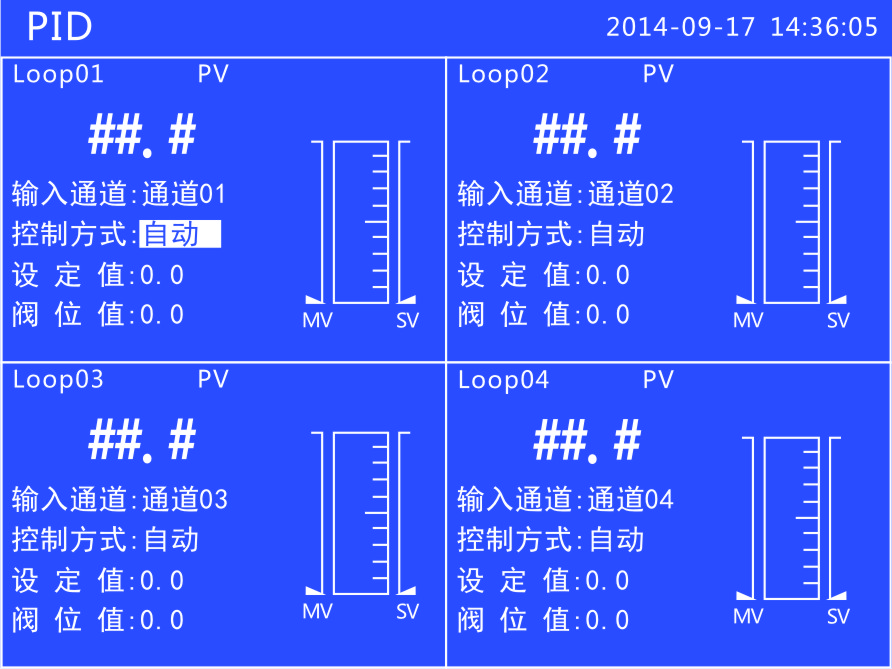 PID 2014-09-17 14:36:05
Loop01 PV
##.#
输入通道:通道01
控制方式:自动
设 定 值:0.0
阀 位 值:0.0
MV SV
Loop02 PV
##.#
输入通道:通道02
控制方式:自动
设 定 值:0.0
阀 位 值:0.0
MV SV
Loop03 PV
##.#
输入通道:通道03
控制方式:自动
设 定 值:0.0
阀 位 值:0.0
MV SV
Loop04 PV
##.#
输入通道:通道04
控制方式:自动
设 定 值:0.0
阀 位 值:0.0
MV SV